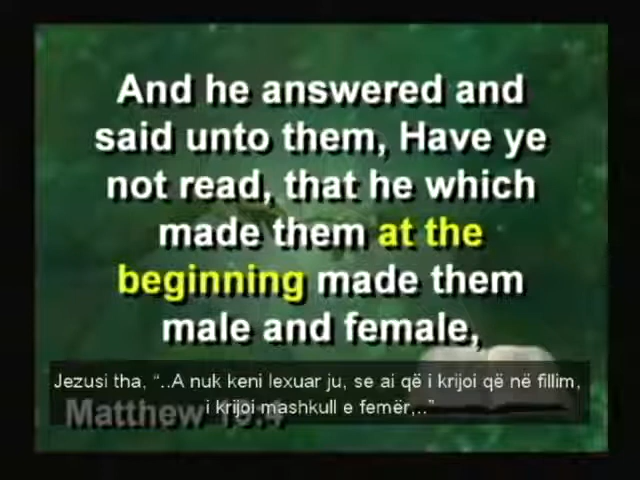 And he answered and
said unto them, Have ye
not read, that he which
made them at the
beginning made them
male and female,
Jezusi tha, “..A nuk keni lexuar ju, se ai që i krijoi që në fillim,
i krijoi mashkull e femër,..”
Matthew 19:4